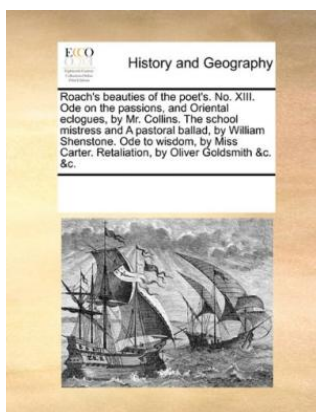 ECCO
History and Geography
Roach's beauties of the poet's. No. XIII.
Ode on the passions, and Oriental
eclogues, by Mr. Collins. The school
mistress and A pastoral ballad, by William
Shenstone. Ode to wisdom, by Miss
Carter. Retaliation, by Oliver Goldsmith &c.
&c.